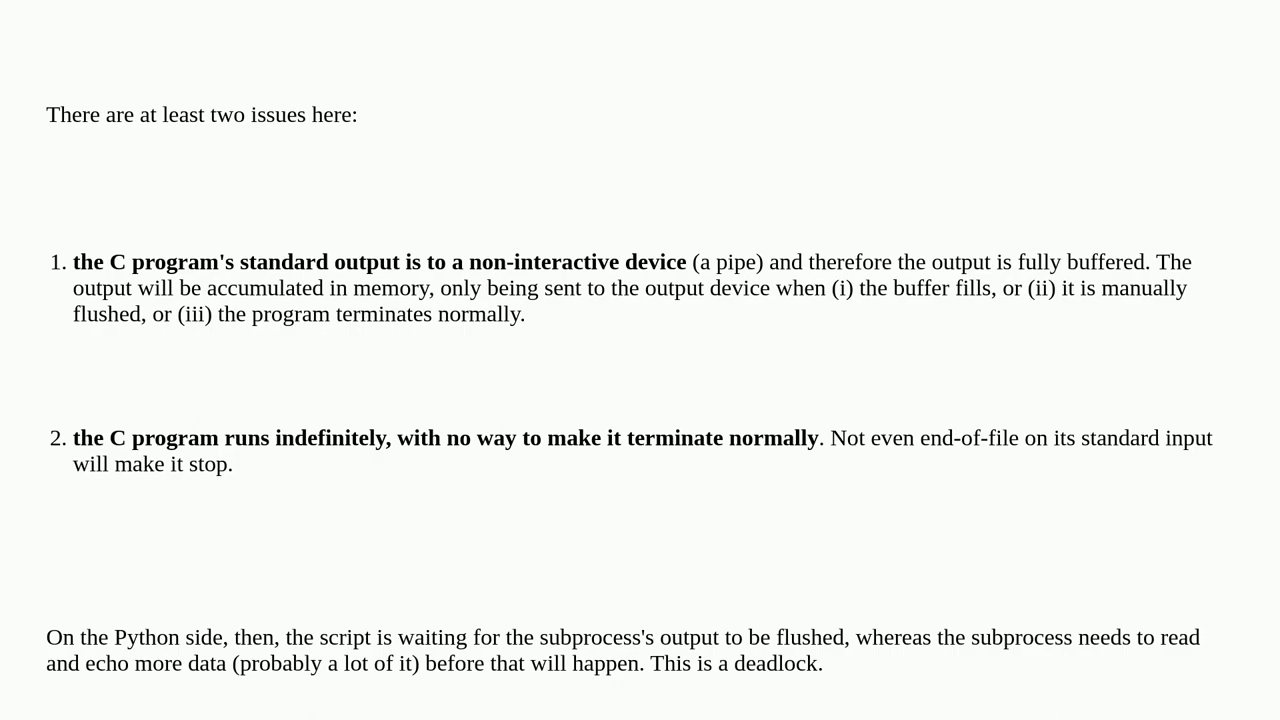 There are at least two issues here:
1. the C program's standard output is to a non-interactive device (a pipe) and therefore the output is fully buffered. The
output will be accumulated in memory, only being sent to the output device when (i) the buffer fills, or (ii) it is manually
flushed, or (iii) the program terminates normally.
2. the C program runs indefinitely, with no way to make it terminate normally. Not even end-of-file on its standard input
will make it stop.
On the Python side, then, the script is waiting for the subprocess's output to be flushed, whereas the subprocess needs to read
and echo more data (probably a lot of it) before that will happen. This is a deadlock.